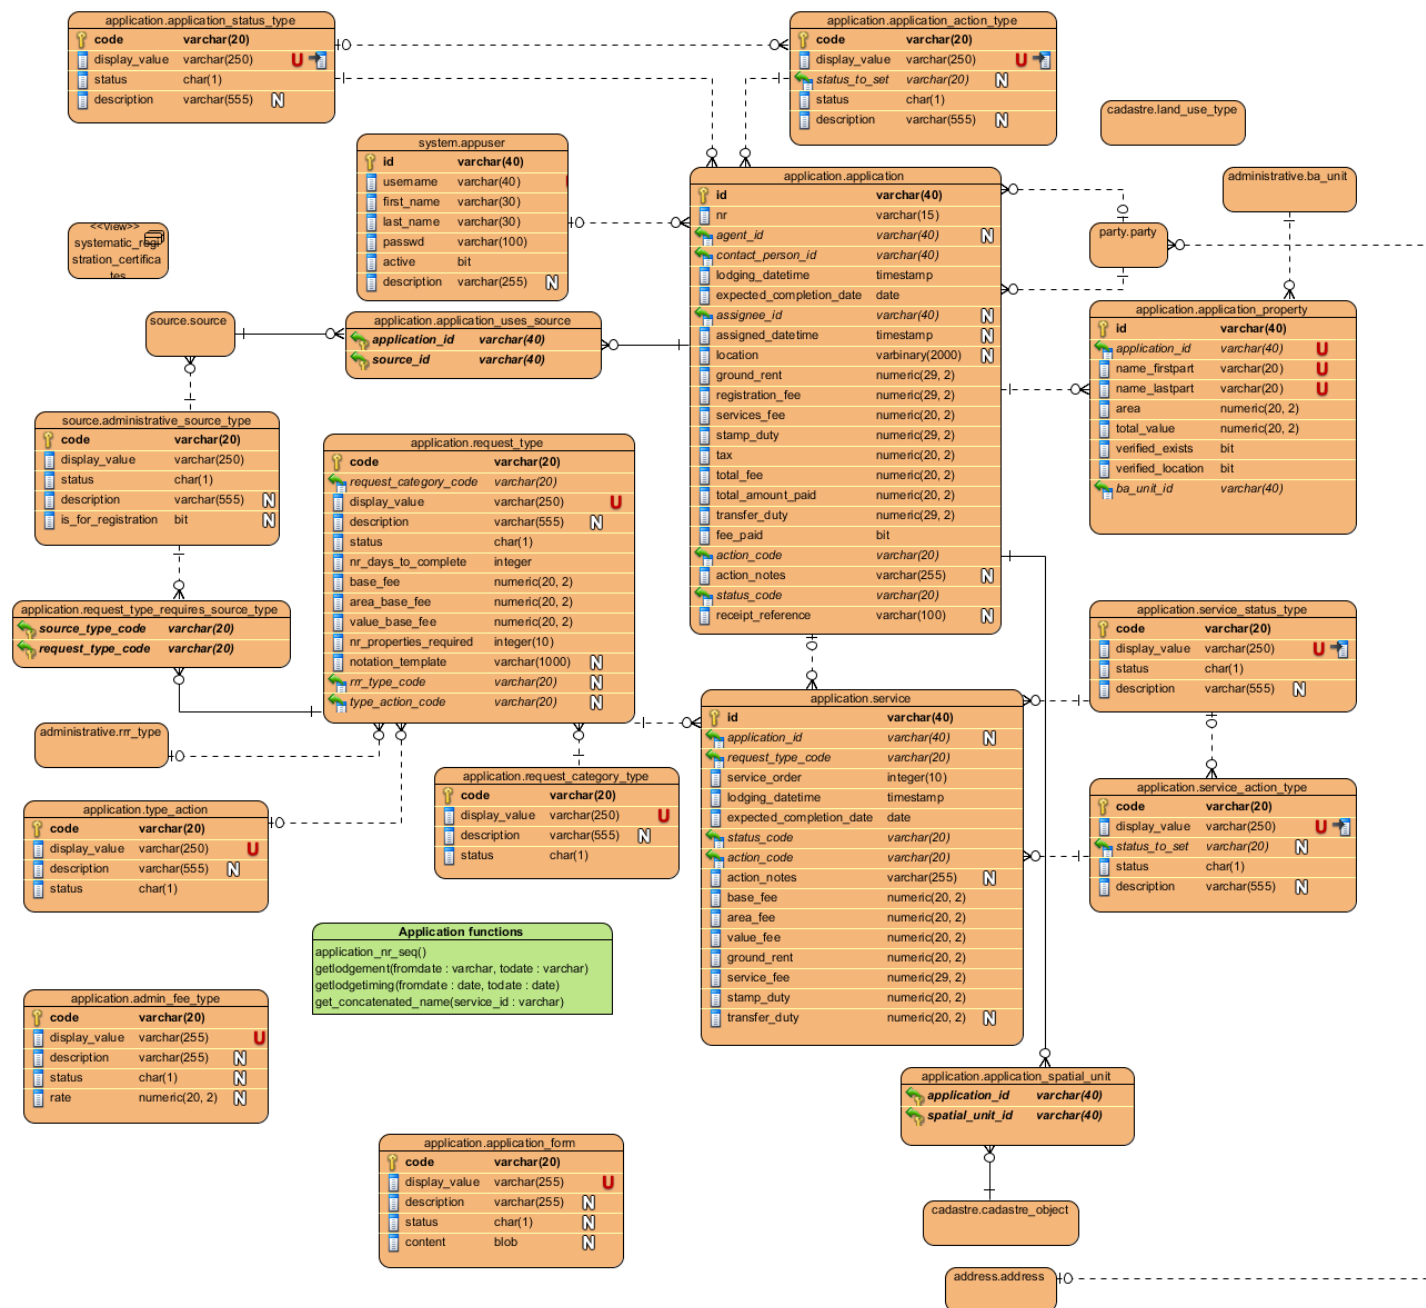 application.application_status_type
code varchar(20)
display_value varchar(250) U
status char(1)
description varchar(555) N
application.application_action_type
code varchar(20)
display_value varchar(250) U
status_to_set varchar(20) N
status char(1)
description varchar(555) N
cadastre.land_use_type
system.appuser
id varchar(40)
username varchar(40)
first_name varchar(30)
last_name varchar(30)
passwd varchar(100)
active bit
description varchar(255) N
application.application
id varchar(40)
nr varchar(15)
agent_id varchar(40) N
contact_person_id varchar(40)
lodging_datetime timestamp
expected_completion_date date
assignee_id varchar(40) N
assigned_datetime timestamp N
location varbinary(2000) N
ground_rent numeric(29, 2)
registration_fee numeric(29, 2)
services_fee numeric(20, 2)
stamp_duty numeric(29, 2)
tax numeric(20, 2)
total_fee numeric(20, 2)
total_amount_paid numeric(20, 2)
transfer_duty numeric(29, 2)
fee_paid bit
action_code varchar(20)
action_notes varchar(255) N
status_code varchar(20)
receipt_reference varchar(100) N
administrative.ba_unit
party.party
<<view>>
systematic_regi
stration_certifica
tes
source.source
application.application_uses_source
application_id varchar(40)
source_id varchar(40)
application.application_property
id varchar(40)
application_id varchar(40) U
name_firstpart varchar(20) U
name_lastpart varchar(20) U
area numeric(20, 2)
total_value numeric(20, 2)
verified_exists bit
verified_location bit
ba_unit_id varchar(40)
source.administrative_source_type
code varchar(20)
display_value varchar(250)
status char(1)
description varchar(555) N
is_for_registration bit N
application.request_type
code varchar(20)
request_category_code varchar(20)
display_value varchar(250) U
description varchar(555) N
status char(1)
nr_days_to_complete integer
base_fee numeric(20, 2)
area_base_fee numeric(20, 2)
value_base_fee numeric(20, 2)
nr_properties_required integer(10)
notation_template varchar(1000) N
rrr_type_code varchar(20) N
type_action_code varchar(20) N
application.request_type_requires_source_type
source_type_code varchar(20)
request_type_code varchar(20)
application.service_status_type
code varchar(20)
display_value varchar(250) U
status char(1)
description varchar(555) N
application.service
id varchar(40)
application_id varchar(40) N
request_type_code varchar(20)
service_order integer(10)
lodging_datetime timestamp
expected_completion_date date
status_code varchar(20)
action_code varchar(20)
action_notes varchar(255) N
base_fee numeric(20, 2)
area_fee numeric(20, 2)
value_fee numeric(20, 2)
ground_rent numeric(20, 2)
service_fee numeric(29, 2)
stamp_duty numeric(20, 2)
transfer_duty numeric(20, 2) N
administrative.rrr_type
application.request_category_type
code varchar(20)
display_value varchar(250) U
description varchar(555) N
status char(1)
application.service_action_type
code varchar(20)
display_value varchar(250) U
status_to_set varchar(20) N
status char(1)
description varchar(555) N
application.type_action
code varchar(20)
display_value varchar(250) U
description varchar(555) N
status char(1)
Application functions
application_nr_seq()
getlodgement(fromdate : varchar, todate : varchar)
getlodgetiming(fromdate : date, todate : date)
get_concatenated_name(service_id : varchar)
application.admin_fee_type
code varchar(20)
display_value varchar(255) U
description varchar(255) N
status char(1) N
rate numeric(20, 2) N
application.application_spatial_unit
application_id varchar(40)
spatial_unit_id varchar(40)
application.application_form
code varchar(20)
display_value varchar(255) U
description varchar(255) N
status char(1) N
content blob N
cadastre.cadastre_object
address.address